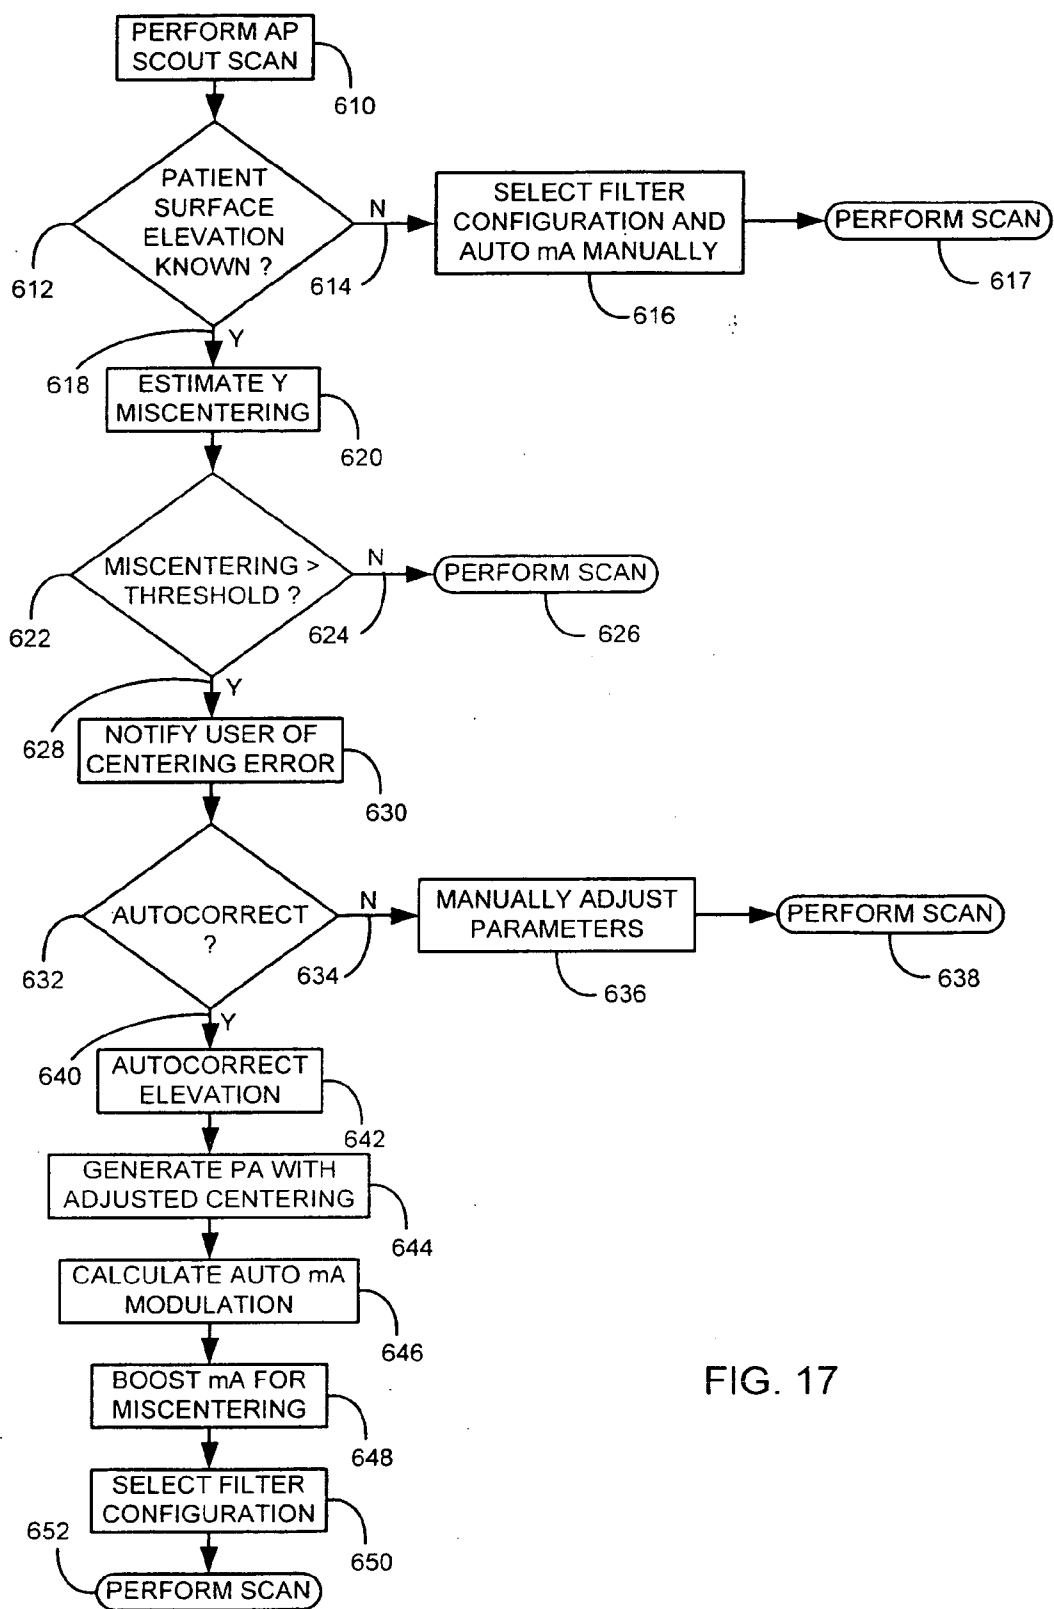 PERFORM AP
SCOUT SCAN
610
PATIENT
SURFACE
ELEVATION
KNOWN ?
612
N
614
SELECT FILTER
CONFIGURATION AND
AUTO mA MANUALLY
616
PERFORM SCAN
617
Y
618
ESTIMATE Y
MISCENTERING
620
MISCENTERING >
THRESHOLD ?
622
N
624
PERFORM SCAN
626
Y
628
NOTIFY USER OF
CENTERING ERROR
630
AUTOCORRECT
?
632
N
634
MANUALLY ADJUST
PARAMETERS
636
PERFORM SCAN
638
Y
640
AUTOCORRECT
ELEVATION
642
GENERATE PA WITH
ADJUSTED CENTERING
644
CALCULATE AUTO mA
MODULATION
646
BOOST mA FOR
MISCENTERING
648
SELECT FILTER
CONFIGURATION
650
652
PERFORM SCAN
FIG. 17